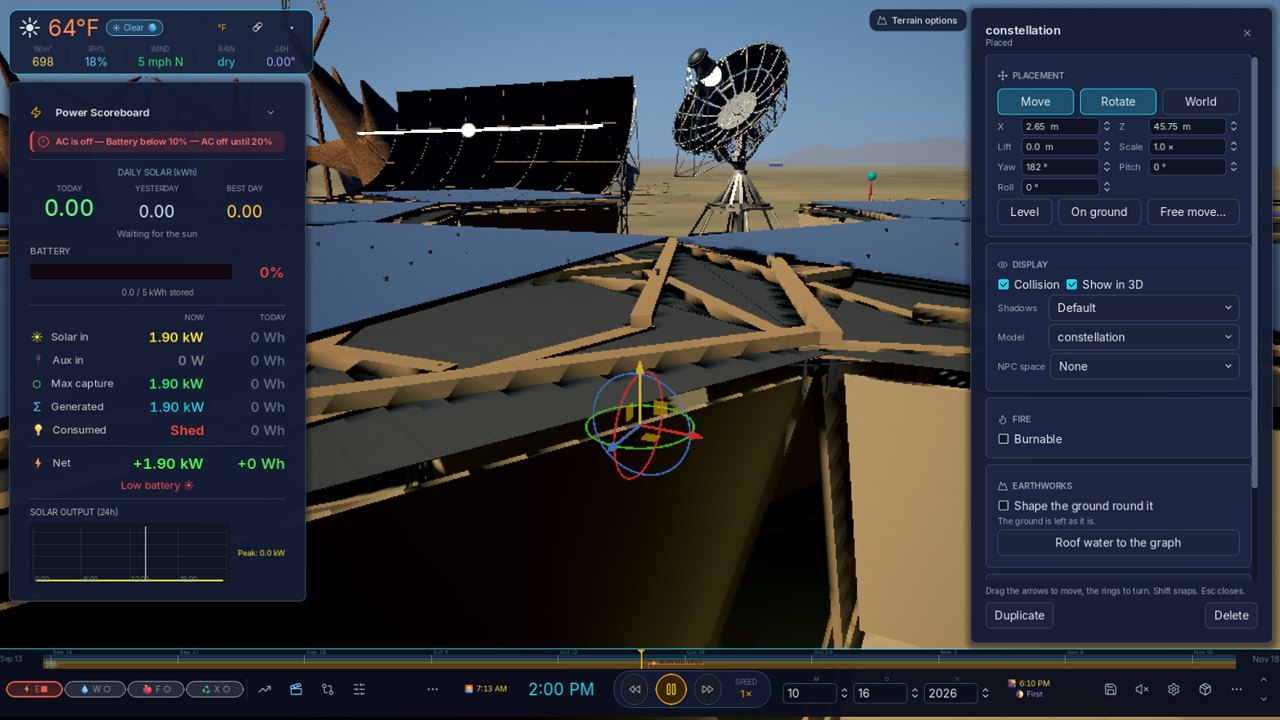 64°F
Clear
°F
W/m²
RH%
WIND
RAIN
24H
698
18%
5 mph N
dry
0.00"
Power Scoreboard
AC is off — Battery below 10% — AC off until 20%
DAILY SOLAR (kWh)
TODAY
YESTERDAY
BEST DAY
0.00
0.00
0.00
Waiting for the sun
BATTERY
0%
0.0 / 5 kWh stored
NOW
TODAY
Solar in
1.90 kW
0 Wh
Aux in
0 W
0 Wh
Max capture
1.90 kW
0 Wh
Generated
1.90 kW
0 Wh
Consumed
Shed
0 Wh
Net
+1.90 kW
+0 Wh
Low battery
SOLAR OUTPUT (24h)
Peak: 0.0 kW
0:00
6:00
12:00
18:00
Terrain options
constellation
Placed
PLACEMENT
Move
Rotate
World
X
2.65 m
Z
45.75 m
Lift
0.0 m
Scale
1.0 ×
Yaw
182 °
Pitch
0 °
Roll
0 °
Level
On ground
Free move...
DISPLAY
Collision
Show in 3D
Shadows
Default
Model
constellation
NPC space
None
FIRE
Burnable
EARTHWORKS
Shape the ground round it
The ground is left as it is.
Roof water to the graph
Drag the arrows to move, the rings to turn. Shift snaps. Esc closes.
Duplicate
Delete
Sep 13
Sep 14
Sep 21
Sep 28
Oct 5
Oct 12
Oct 19
Oct 26
Nov 2
Nov 9
Nov 16
Nov 18
E
W
F
X
7:13 AM
2:00 PM
SPEED
1×
M
D
Y
10
16
2026
6:10 PM
First